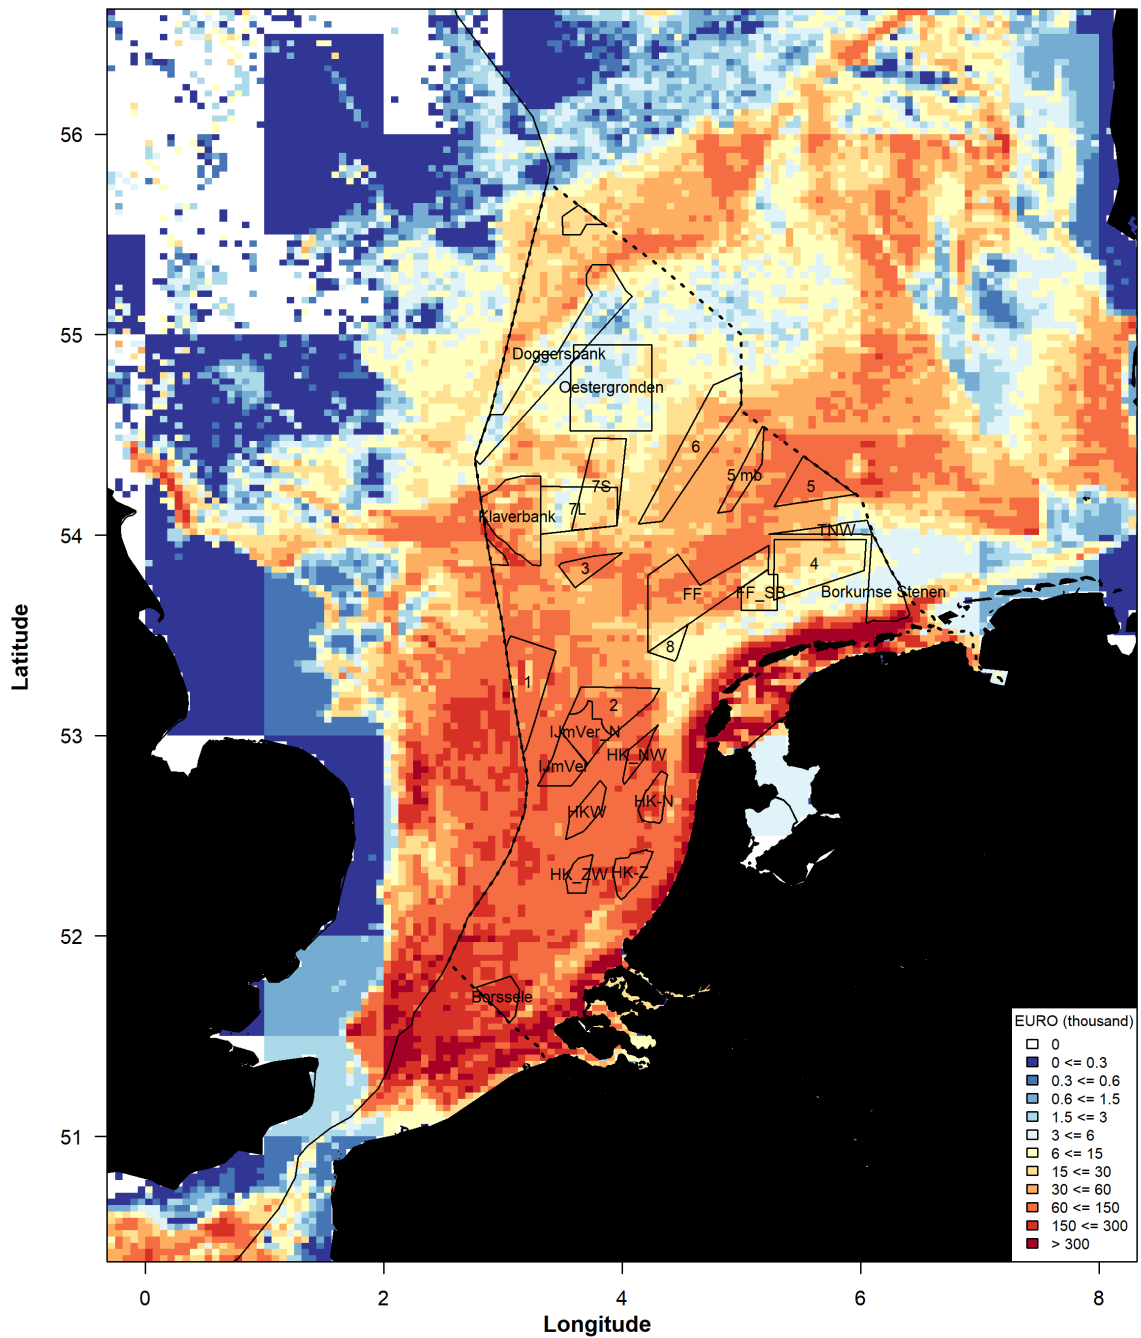 56
55
54
53
52
51
Latitude
Doggersbank
Oestergronden
6
7S
5 mb
5
7L
Klaverbank
TNW
3
4
FF
FF_SB
Borkumse Stenen
8
1
2
IJmVer_N
HK_NW
IJmVer
HK-N
HKW
HK_ZW
HK-Z
Borssele
EURO (thousand)
0
0 <= 0.3
0.3 <= 0.6
0.6 <= 1.5
1.5 <= 3
3 <= 6
6 <= 15
15 <= 30
30 <= 60
60 <= 150
150 <= 300
> 300
0
2
4
6
8
Longitude